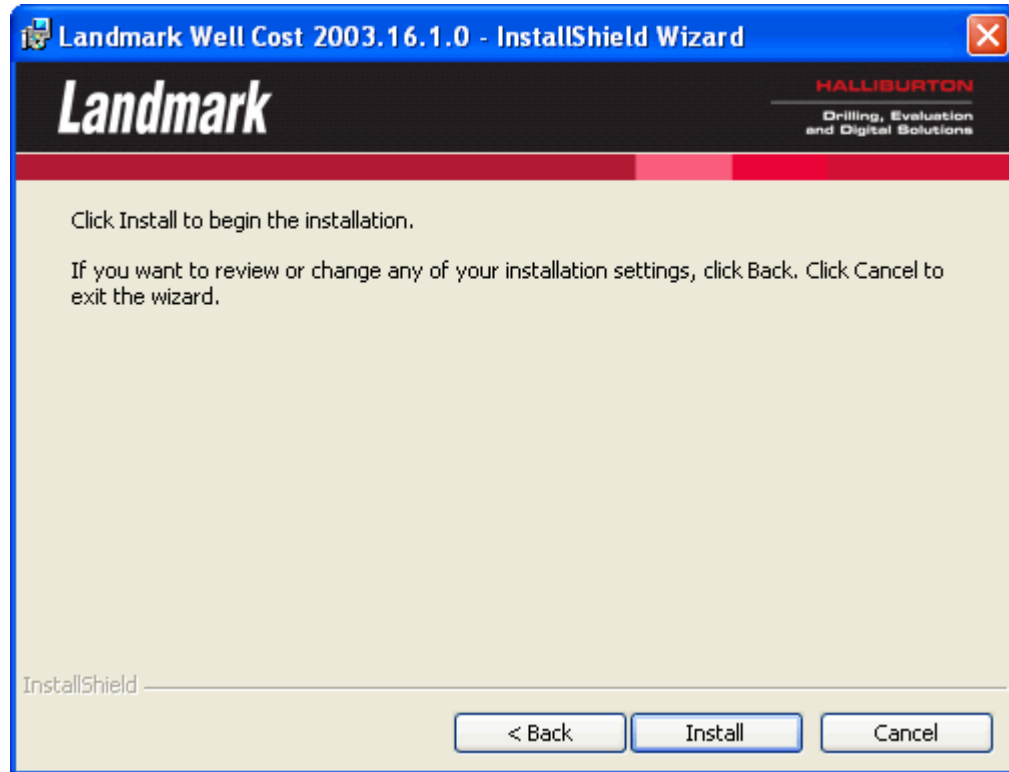 Landmark Well Cost 2003.16.1.0 - InstallShield Wizard
Landmark
HALLIBURTON
Drilling, Evaluation
and Digital Solutions
Click Install to begin the installation.
If you want to review or change any of your installation settings, click Back. Click Cancel to
exit the wizard.
InstallShield
< Back
Install
Cancel